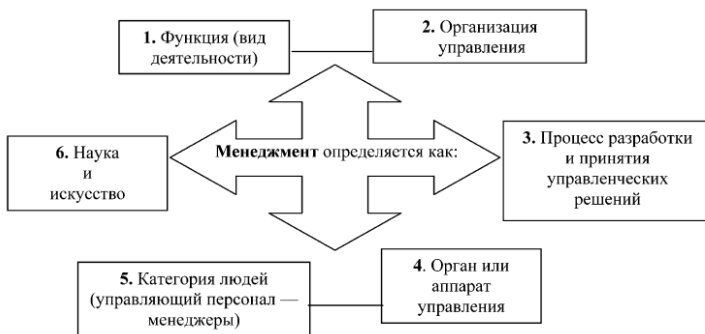 1. Функция (вид
деятельности)
2. Организация
управления
Менеджмент определяется как:
3. Процесс разработки
и принятия
управленческих
решений
4. Орган или
аппарат
управления
5. Категория людей
(управляющий персонал —
менеджеры)
6. Наука
и
искусство